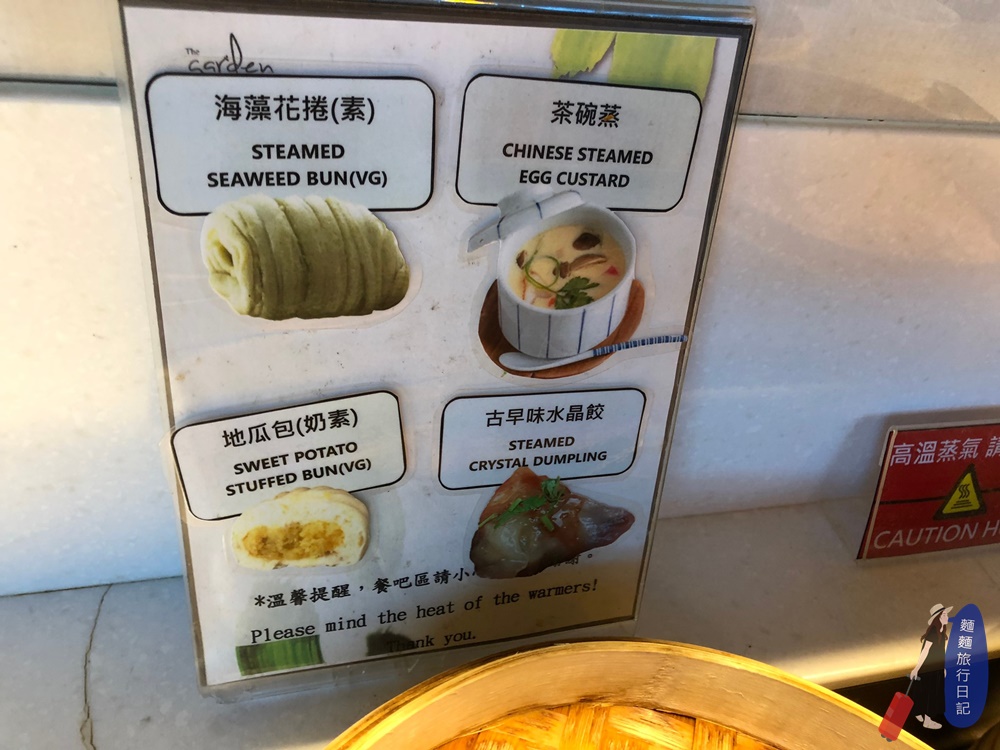 The
Garden
海藻花捲(素)
STEAMED
SEAWEED BUN(VG)
茶碗蒸
CHINESE STEAMED
EGG CUSTARD
地瓜包(奶素)
SWEET POTATO
STUFFED BUN(VG)
古早味水晶餃
STEAMED
CRYSTAL DUMPLING
*溫馨提醒，餐吧區請小
Please mind the heat of the warmers!
Thank you.
高溫蒸氣 請
CAUTION H
麵麵旅行日記